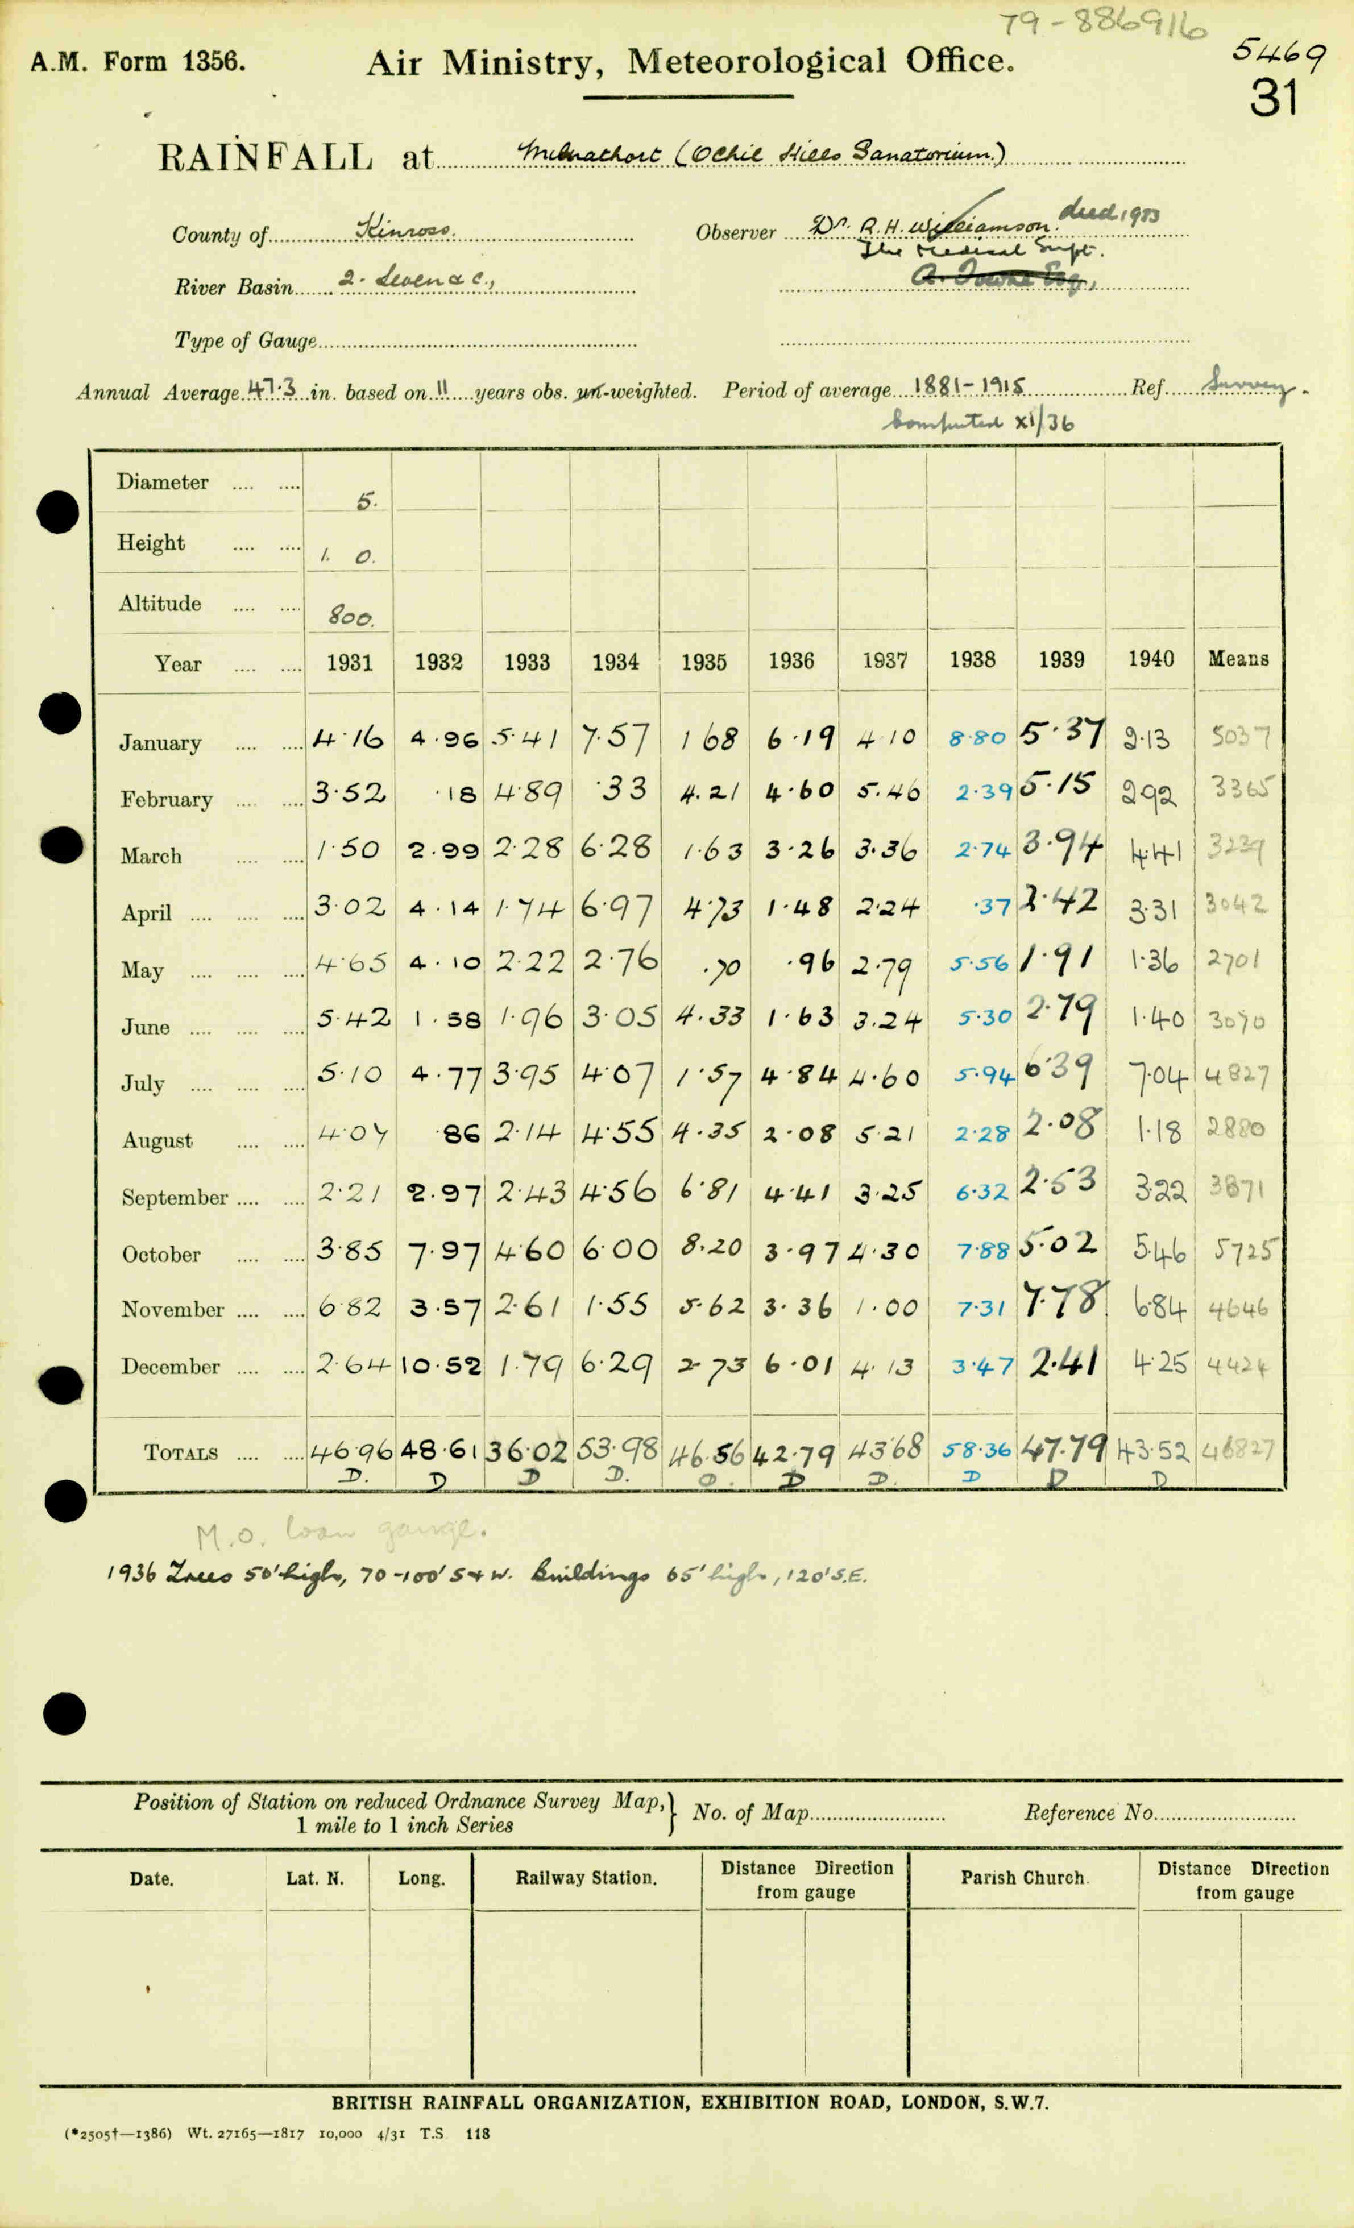 79-886916
A.M. Form 1356. Air Ministry, Meteorological Office. 5469
31
RAINFALL at Milnathort (Ochil Hills Sanatorium.)
County of Kinross. Observer Dr. R. H. Williamson. died 1933
The Medical Supt.
River Basin 2. Leven &c., Esq.,
Type of Gauge
Annual Average 47.3 in. based on 11 years obs. un-weighted. Period of average 1881-1915 Ref. Survey.
Computed XI/36
Diameter 5.
Height 1. 0.
Altitude 800.
Year 1931 1932 1933 1934 1935 1936 1937 1938 1939 1940 Means
January 4.16 4.96 5.41 7.57 1.68 6.19 4.10 8.80 5.37 2.13 5037
February 3.52 .18 4.89 .33 4.21 4.60 5.46 2.39 5.15 2.92 3365
March 1.50 2.99 2.28 6.28 1.63 3.26 3.36 2.74 3.94 4.41 3239
April 3.02 4.14 1.74 6.97 4.73 1.48 2.24 .37 2.42 3.31 3042
May 4.65 4.10 2.22 2.76 .70 .96 2.79 5.56 1.91 1.36 2701
June 5.42 1.58 1.96 3.05 4.33 1.63 3.24 5.30 2.79 1.40 3070
July 5.10 4.77 3.95 4.07 1.57 4.84 4.60 5.94 6.39 7.04 4827
August 4.07 .86 2.14 4.55 4.35 2.08 5.21 2.28 2.08 1.18 2880
September 2.21 2.97 2.43 4.56 6.81 4.41 3.25 6.32 2.53 3.22 3871
October 3.85 7.97 4.60 6.00 8.20 3.97 4.30 7.88 5.02 5.46 5725
November 6.82 3.57 2.61 1.55 5.62 3.36 1.00 7.31 7.78 6.84 4646
December 2.64 10.52 1.79 6.29 2.73 6.01 4.13 3.47 2.41 4.25 4424
TOTALS 46.96 48.61 36.02 53.98 46.56 42.79 43.68 58.36 47.79 43.52 46827
D. D D D. D. D D. D D D
M.O. loan gauge.
1936 Trees 50' high, 70-100' S+W. Buildings 65' high, 120' S.E.
Position of Station on reduced Ordnance Survey Map, 1 mile to 1 inch Series } No. of Map Reference No.
Date. Lat. N. Long. Railway Station. Distance Direction from gauge Parish Church. Distance Direction from gauge
BRITISH RAINFALL ORGANIZATION, EXHIBITION ROAD, LONDON, S.W.7.
(*2505†—1386) Wt. 27165—1817 10,000 4/31 T.S. 118